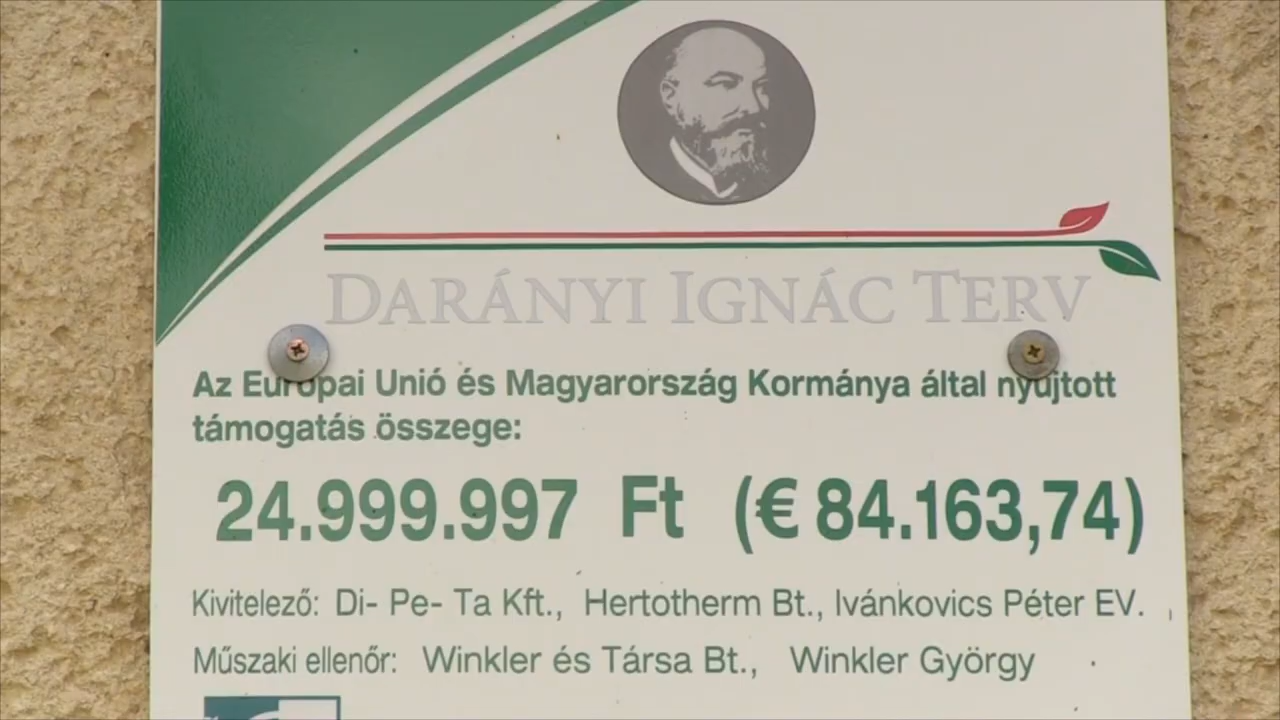 DARÁNYI IGNÁC TERV
Az Európai Unió és Magyarország Kormánya által nyújtott
támogatás összege:
24.999.997 Ft (€ 84.163,74)
Kivitelező: Di- Pe- Ta Kft., Hertotherm Bt., Ivánkovics Péter EV.
Műszaki ellenőr: Winkler és Társa Bt., Winkler György